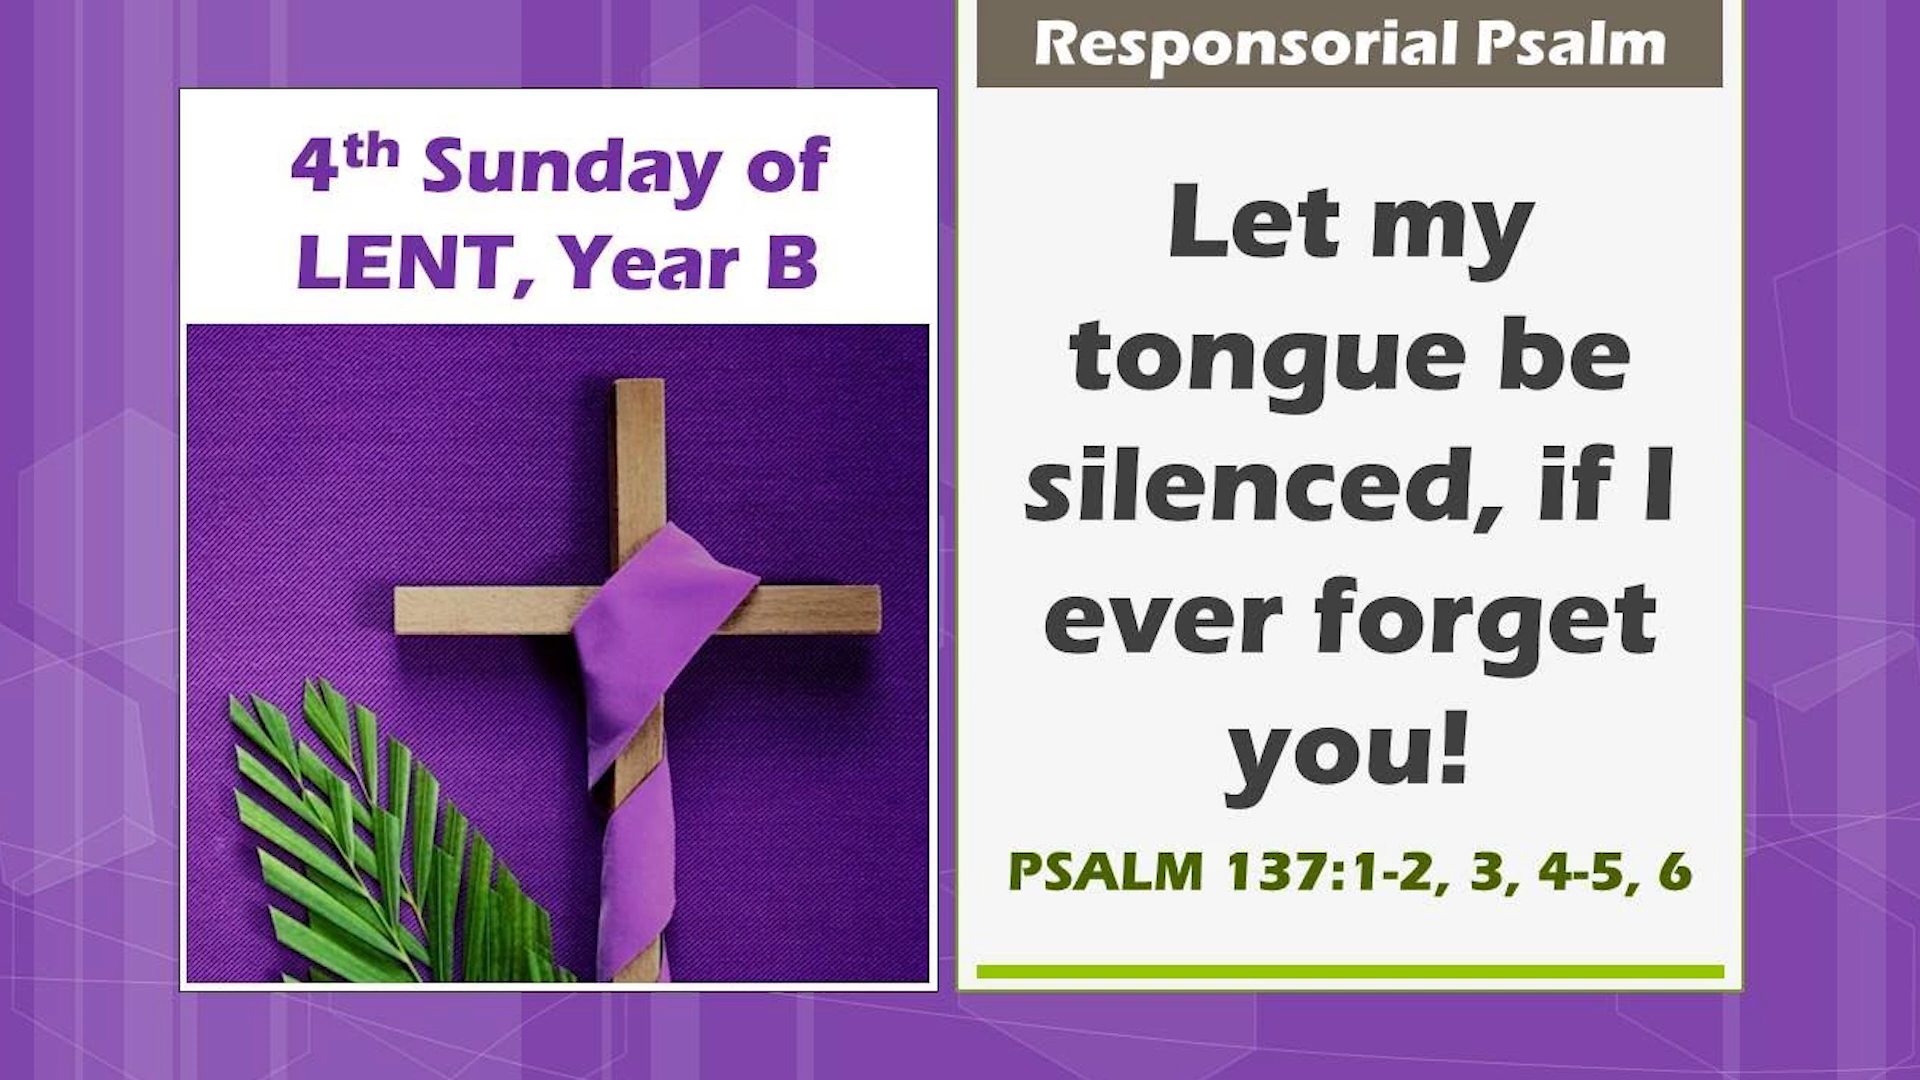 4th Sunday of
LENT, Year B
Responsorial Psalm
Let my
tongue be
silenced, if I
ever forget
you!
PSALM 137:1-2, 3, 4-5, 6